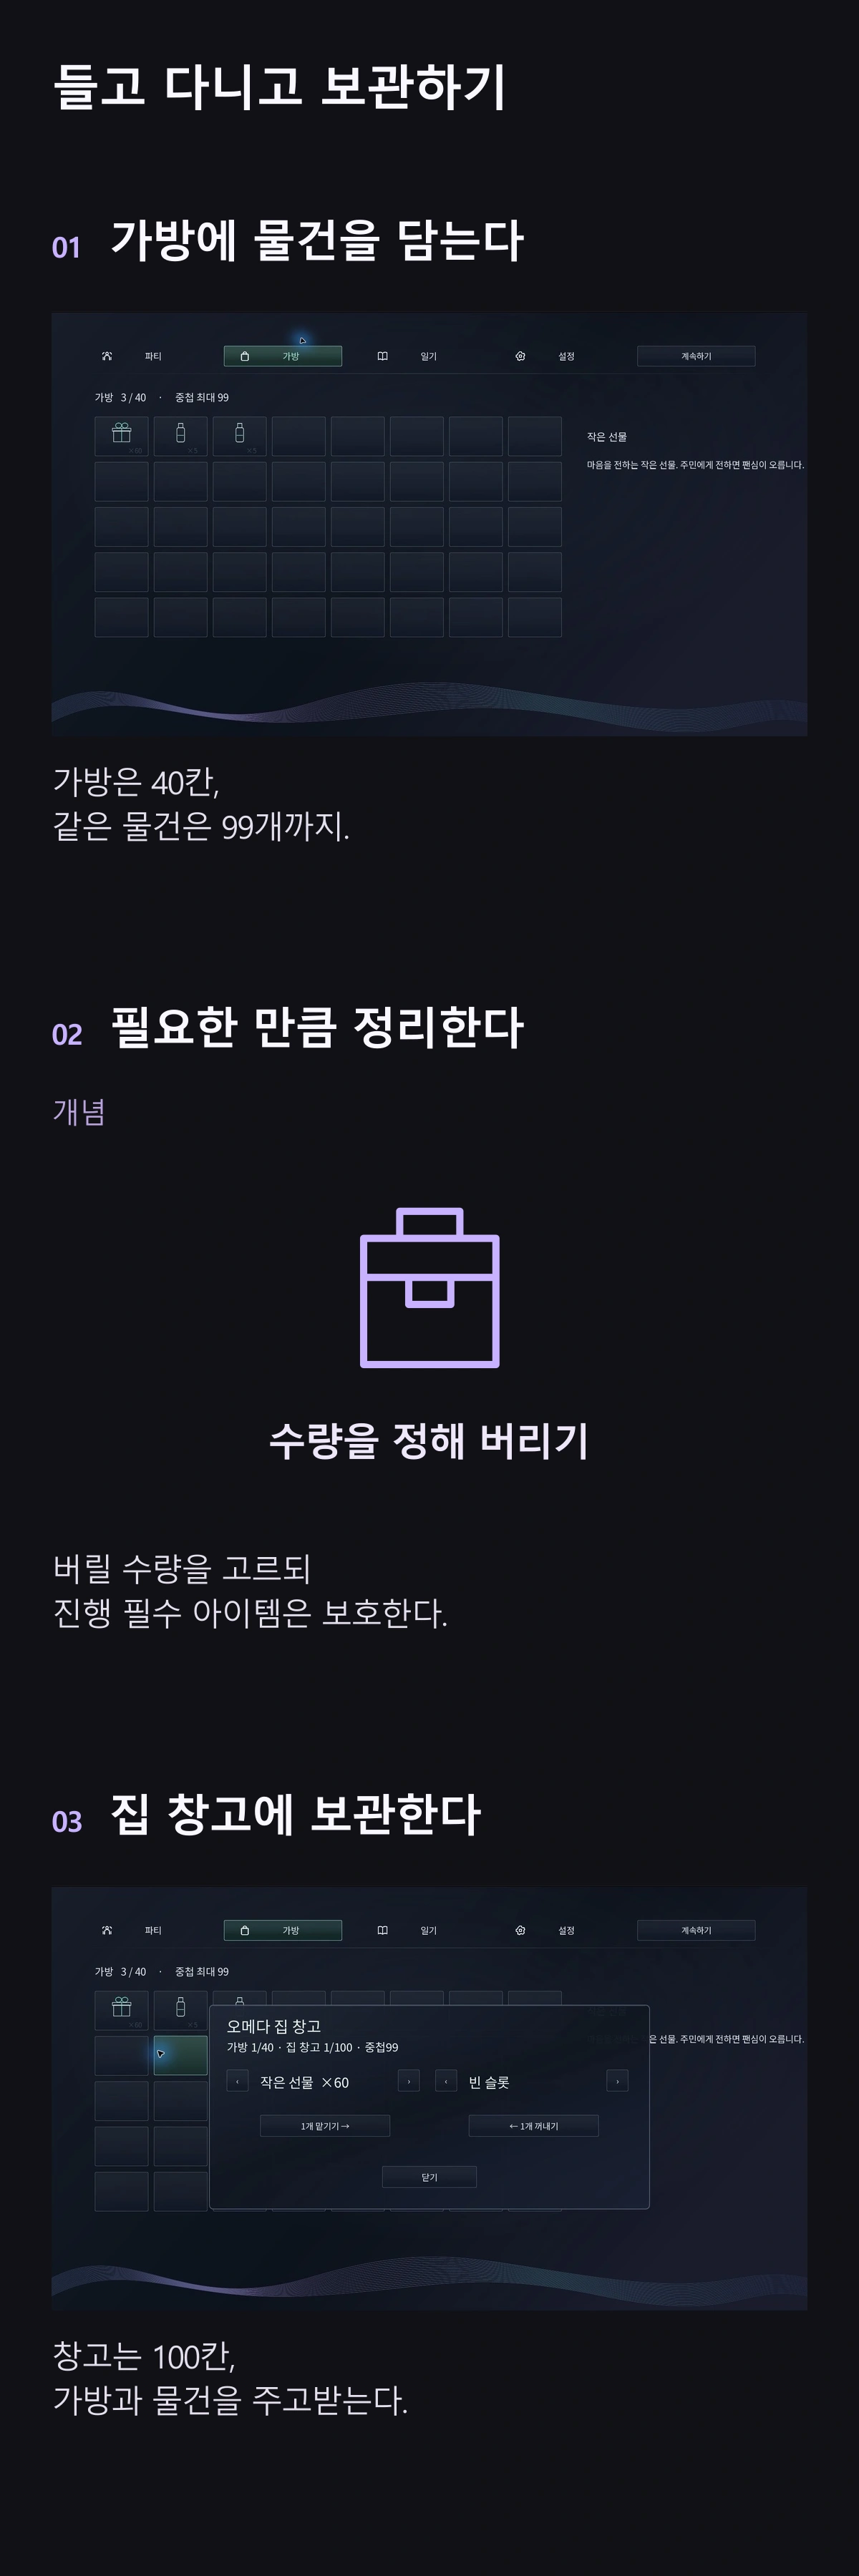 들고 다니고 보관하기
01 가방에 물건을 담는다
파티 가방 일기 설정 계속하기
가방 3 / 40 · 중첩 최대 99
작은 선물
마음을 전하는 작은 선물. 주민에게 전하면 팬심이 오릅니다.
×60 ×5 ×5
가방은 40칸,
같은 물건은 99개까지.
02 필요한 만큼 정리한다
개념
수량을 정해 버리기
버릴 수량을 고르되
진행 필수 아이템은 보호한다.
03 집 창고에 보관한다
파티 가방 일기 설정 계속하기
가방 3 / 40 · 중첩 최대 99
오메다 집 창고
가방 1/40 · 집 창고 1/100 · 중첩99
은 선물. 주민에게 전하면 팬심이 오릅니다.
‹ 작은 선물 ×60 › ‹ 빈 슬롯 ›
1개 맡기기 → ← 1개 꺼내기
닫기
창고는 100칸,
가방과 물건을 주고받는다.